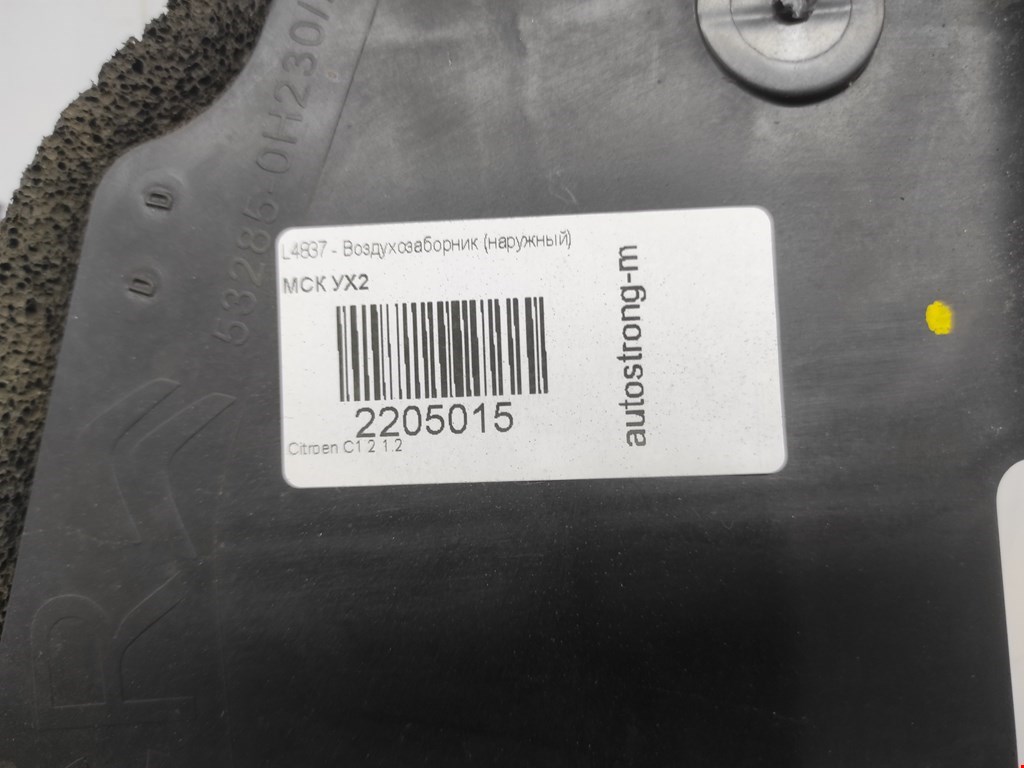 53285-0H230/
D D
L4837 - Воздухозаборник (наружный)
МСК УХ2
2205015
Citroen C1 2 1.2
autostrong-m
R